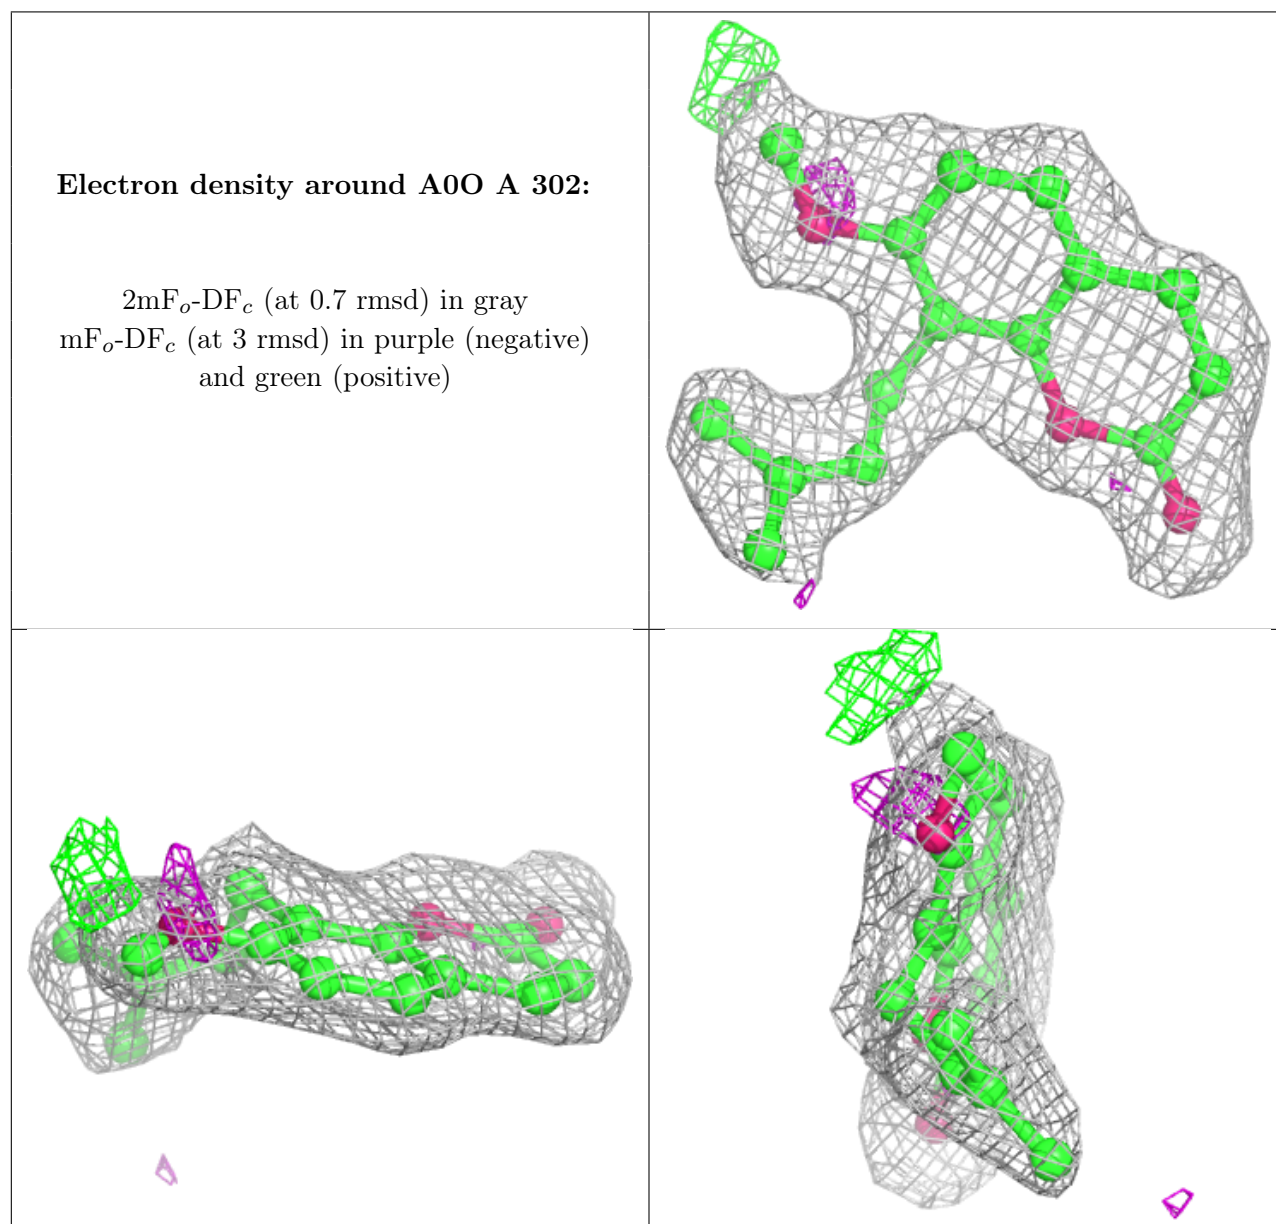 Electron density around A0O A 302:
2mFo-DFc (at 0.7 rmsd) in gray
mFo-DFc (at 3 rmsd) in purple (negative)
and green (positive)